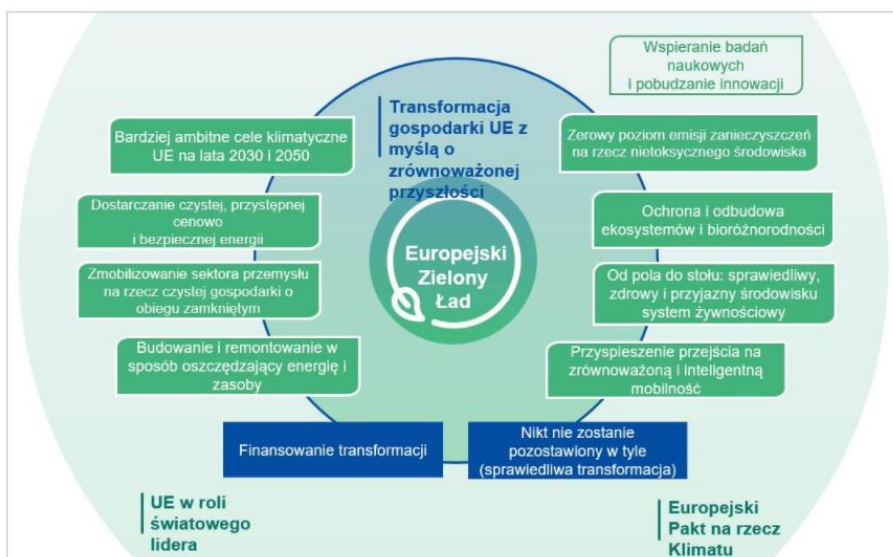 Wspieranie badań
naukowych
i pobudzanie innowacji
Transformacja
gospodarki UE z
myślą o
zrównoważonej
przyszłości
Bardziej ambitne cele klimatyczne
UE na lata 2030 i 2050
Zerowy poziom emisji zanieczyszczeń
na rzecz nietoksycznego środowiska
Dostarczanie czystej, przystępnej
cenowo
i bezpiecznej energii
Ochrona i odbudowa
ekosystemów i bioróżnorodności
Europejski
Zielony
Ład
Zmobilizowanie sektora przemysłu
na rzecz czystej gospodarki o
obiegu zamkniętym
Od pola do stołu: sprawiedliwy,
zdrowy i przyjazny środowisku
system żywnościowy
Budowanie i remontowanie w
sposób oszczędzający energię i
zasoby
Przyspieszenie przejścia na
zrównoważoną i inteligentną
mobilność
Finansowanie transformacji
Nikt nie zostanie
pozostawiony w tyle
(sprawiedliwa transformacja)
UE w roli
światowego
lidera
Europejski
Pakt na rzecz
Klimatu